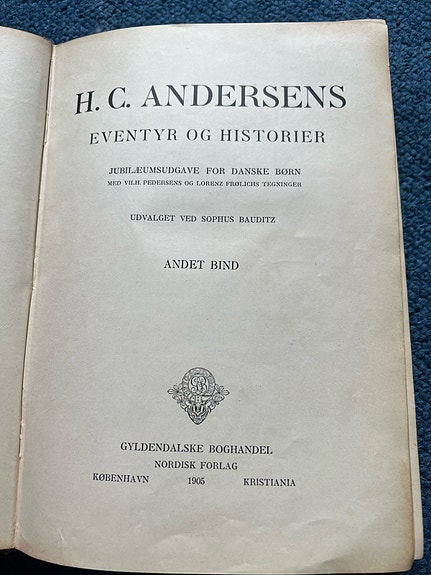 H. C. ANDERSENS
EVENTYR OG HISTORIER
JUBILÆUMSUDGAVE FOR DANSKE BØRN
MED VILH. PEDERSENS OG LORENZ FRØLICHS TEGNINGER
UDVALGET VED SOPHUS BAUDITZ
ANDET BIND
GYLDENDALSKE BOGHANDEL
NORDISK FORLAG
KØBENHAVN 1905 KRISTIANIA